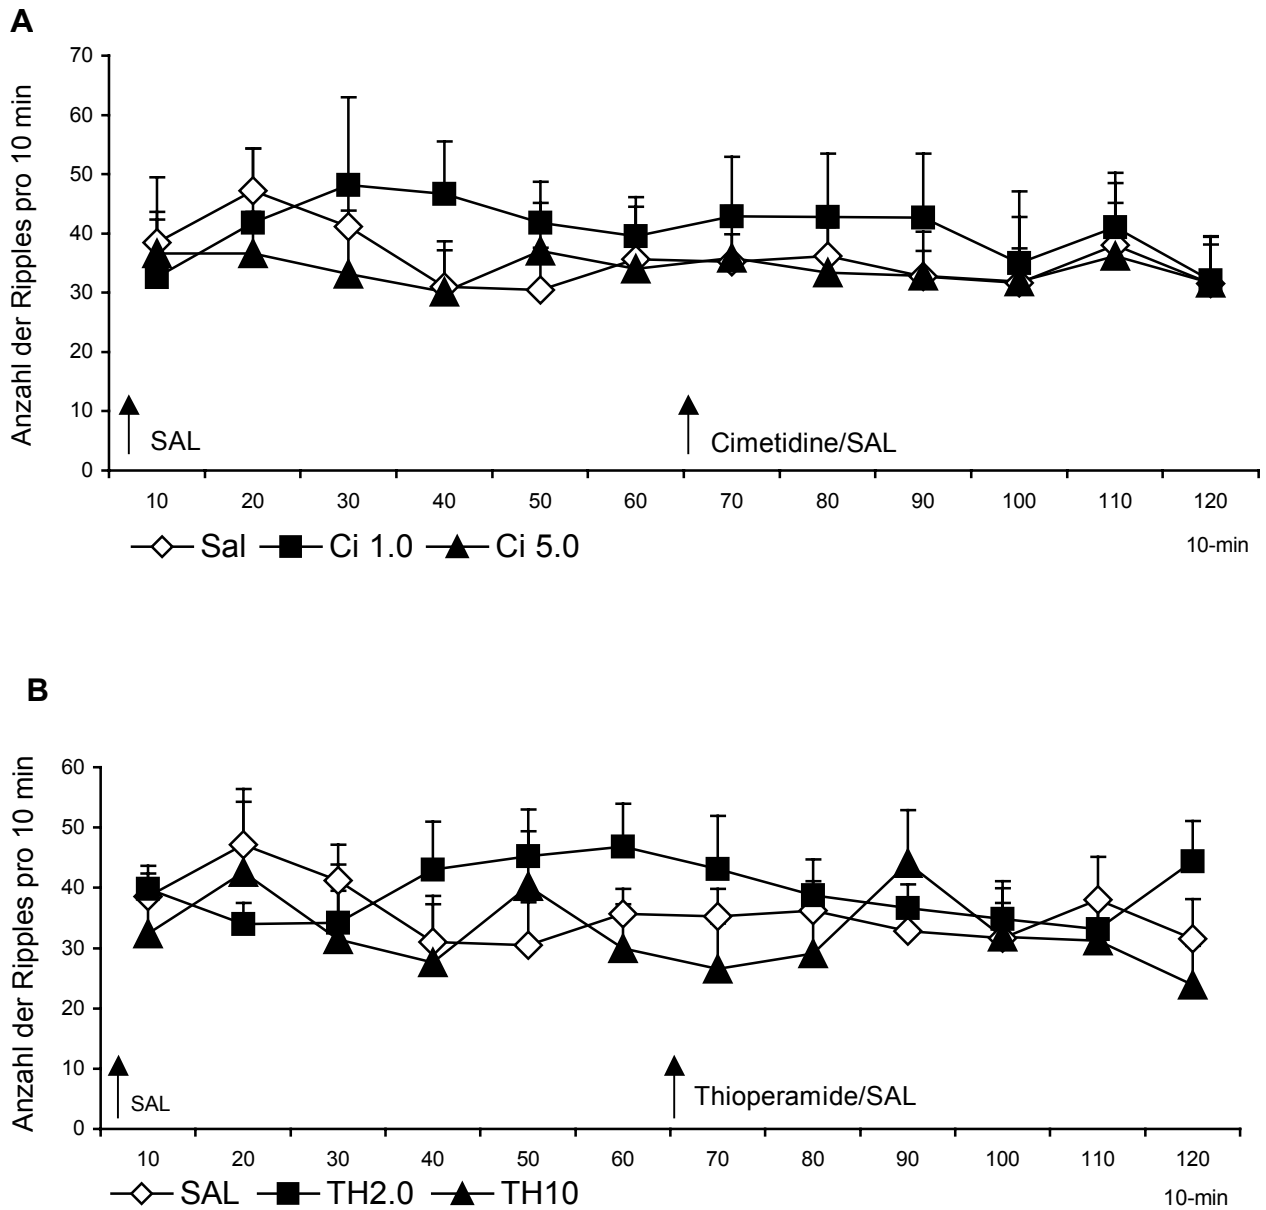 A
Anzahl der Ripples pro 10 min
70
60
50
40
30
20
10
0
SAL
Cimetidine/SAL
10 20 30 40 50 60 70 80 90 100 110 120
Sal Ci 1.0 Ci 5.0
10-min
B
Anzahl der Ripples pro 10 min
60
50
40
30
20
10
0
SAL
Thioperamide/SAL
10 20 30 40 50 60 70 80 90 100 110 120
SAL TH2.0 TH10
10-min